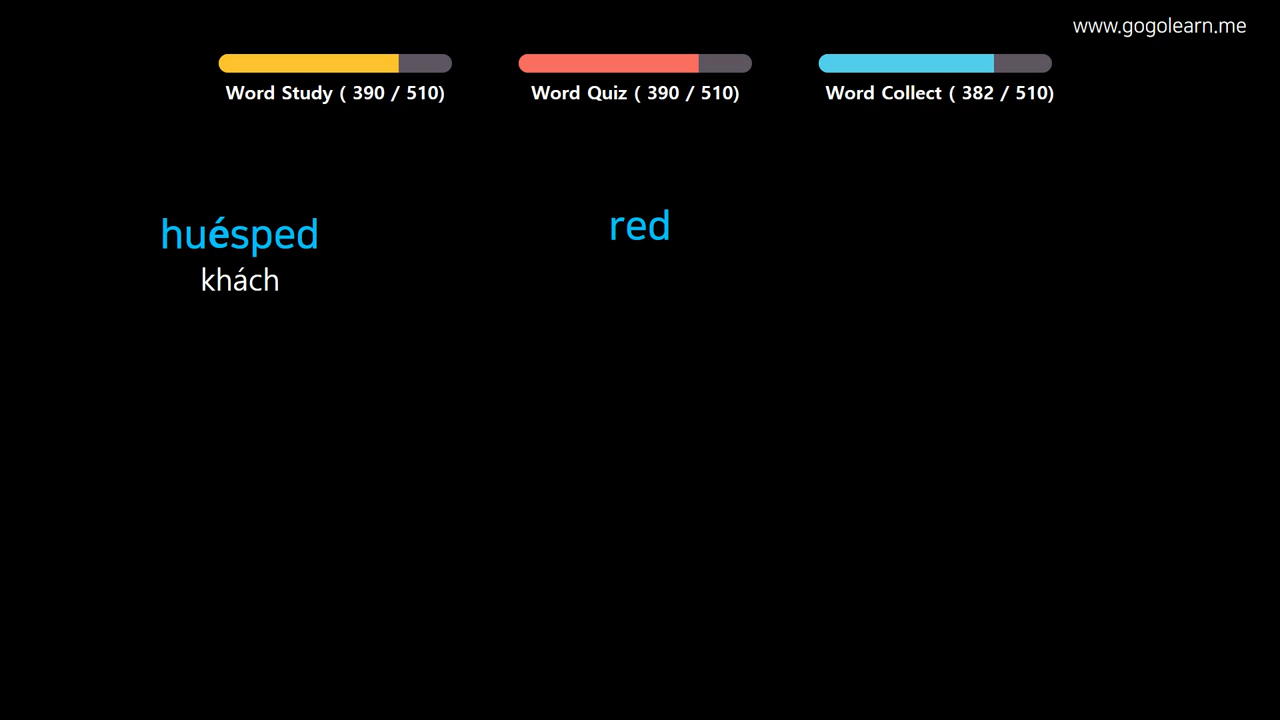 www.gogolearn.me
Word Study ( 390 / 510)
Word Quiz ( 390 / 510)
Word Collect ( 382 / 510)
huésped
khách
red